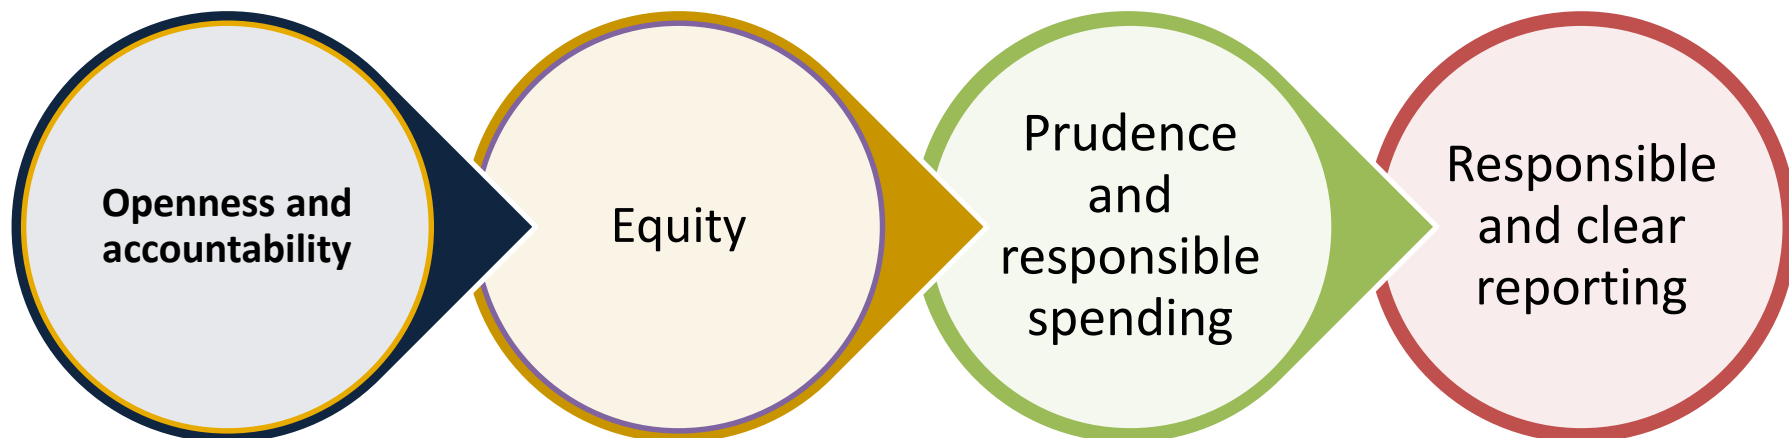 Openness and
accountability
Equity
Prudence
and
responsible
spending
Responsible
and clear
reporting